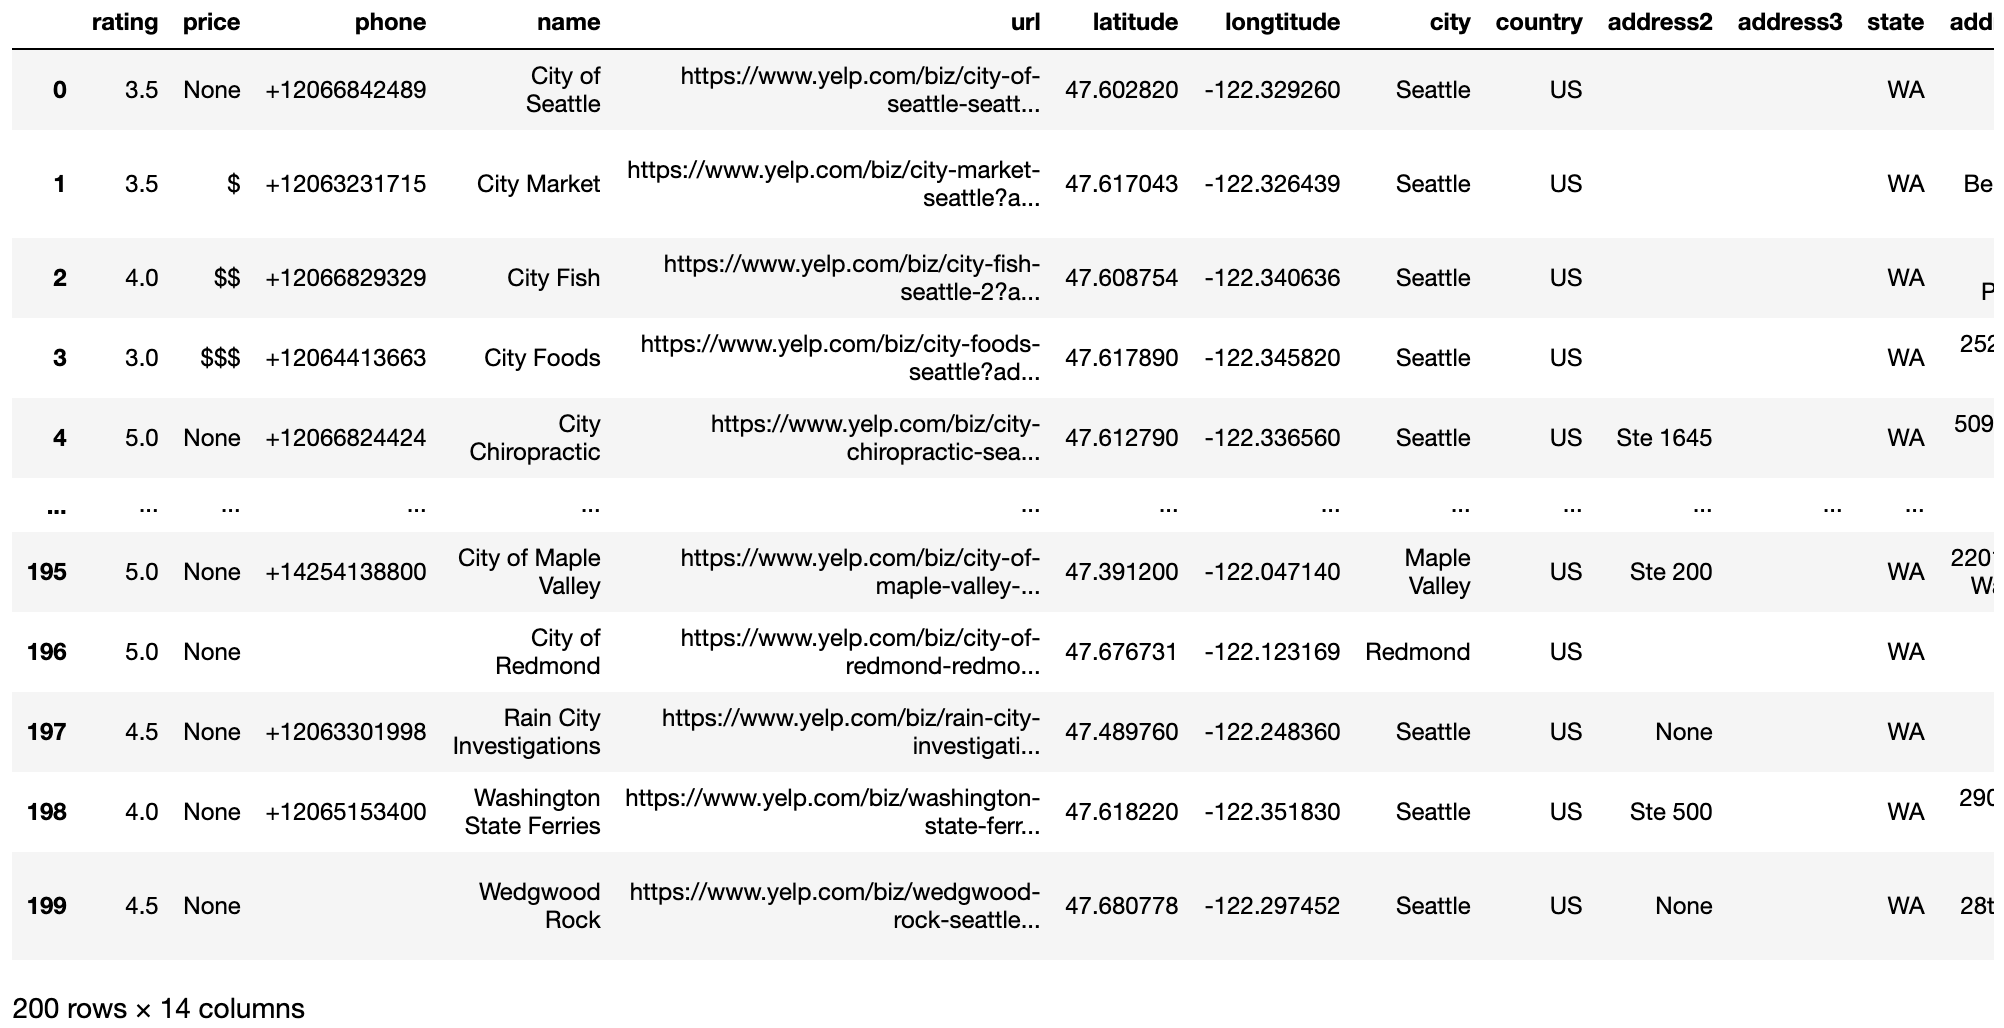 rating price phone name url latitude longtitude city country address2 address3 state
0 3.5 None +12066842489 City of Seattle https://www.yelp.com/biz/city-of-seattle-seatt... 47.602820 -122.329260 Seattle US WA
1 3.5 $ +12063231715 City Market https://www.yelp.com/biz/city-market-seattle?a... 47.617043 -122.326439 Seattle US WA Be
2 4.0 $$ +12066829329 City Fish https://www.yelp.com/biz/city-fish-seattle-2?a... 47.608754 -122.340636 Seattle US WA P
3 3.0 $$$ +12064413663 City Foods https://www.yelp.com/biz/city-foods-seattle?ad... 47.617890 -122.345820 Seattle US WA 252
4 5.0 None +12066824424 City Chiropractic https://www.yelp.com/biz/city-chiropractic-sea... 47.612790 -122.336560 Seattle US Ste 1645 WA 509
... ... ... ... ... ... ... ... ... ... ... ... ...
195 5.0 None +14254138800 City of Maple Valley https://www.yelp.com/biz/city-of-maple-valley-... 47.391200 -122.047140 Maple Valley US Ste 200 WA 220
196 5.0 None City of Redmond https://www.yelp.com/biz/city-of-redmond-redmo... 47.676731 -122.123169 Redmond US WA
197 4.5 None +12063301998 Rain City Investigations https://www.yelp.com/biz/rain-city-investigati... 47.489760 -122.248360 Seattle US None WA
198 4.0 None +12065153400 Washington State Ferries https://www.yelp.com/biz/washington-state-ferr... 47.618220 -122.351830 Seattle US Ste 500 WA 290
199 4.5 None Wedgwood Rock https://www.yelp.com/biz/wedgwood-rock-seattle... 47.680778 -122.297452 Seattle US None WA 28t
200 rows × 14 columns